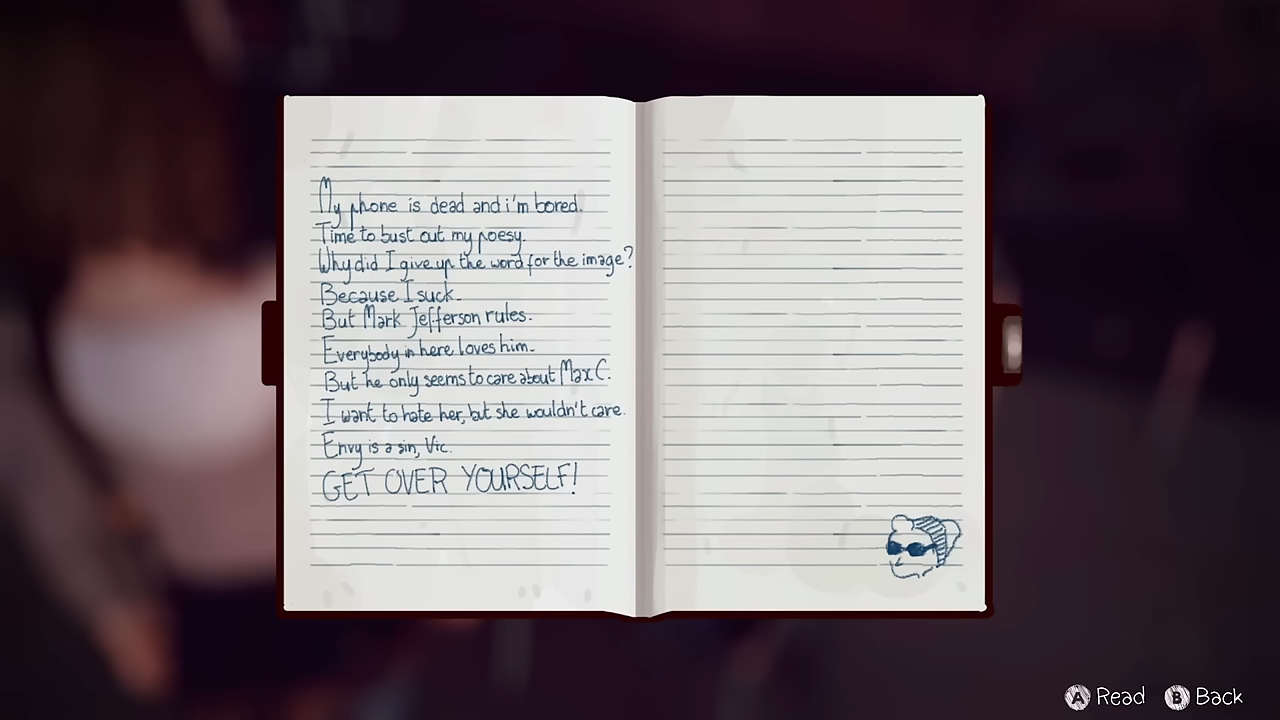 My phone is dead and i'm bored.
Time to bust out my poesy.
Why did I give up the word for the image?
Because I suck.
But Mark Jefferson rules.
Everybody in here loves him.
But he only seems to care about Max C.
I want to hate her, but she wouldn't care.
Envy is a sin, Vic.
GET OVER YOURSELF!
A Read B Back